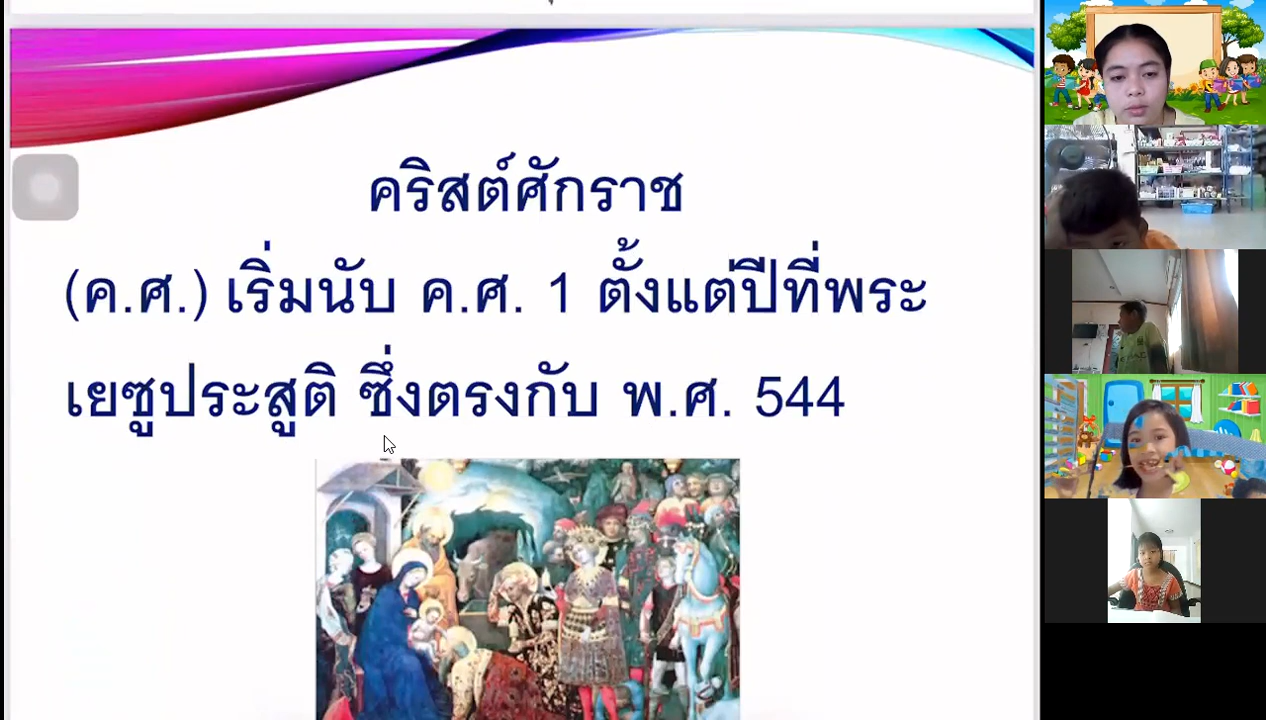 คริสต์ศักราช
(ค.ศ.) เริ่มนับ ค.ศ. 1 ตั้งแต่ปีที่พระ
เยซูประสูติ ซึ่งตรงกับ พ.ศ. 544